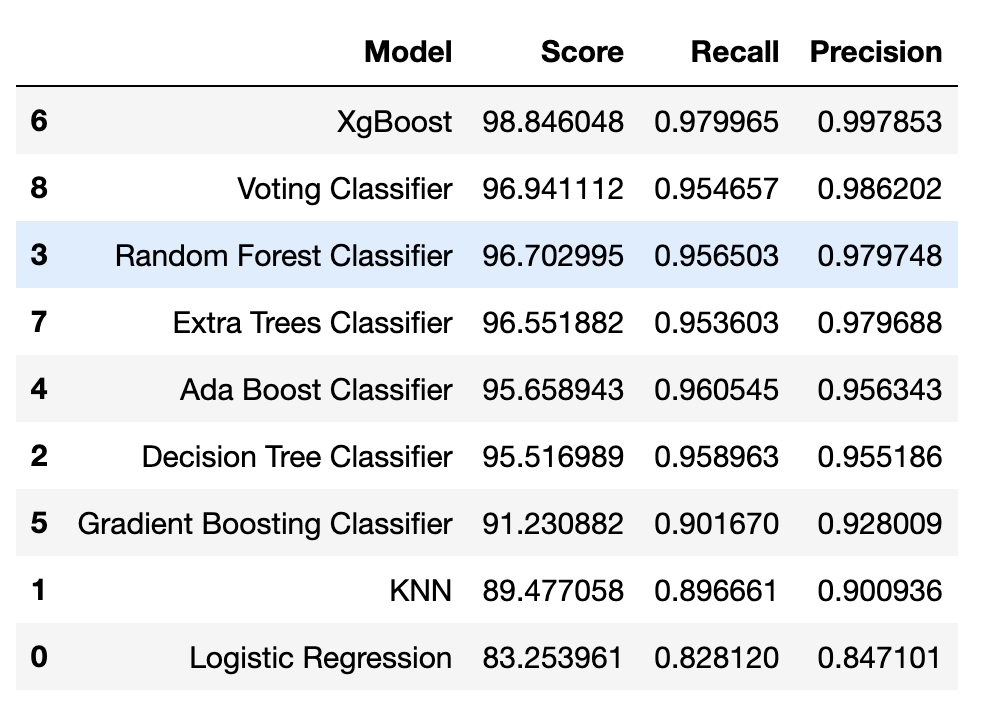 Model Score Recall Precision
6 XgBoost 98.846048 0.979965 0.997853
8 Voting Classifier 96.941112 0.954657 0.986202
3 Random Forest Classifier 96.702995 0.956503 0.979748
7 Extra Trees Classifier 96.551882 0.953603 0.979688
4 Ada Boost Classifier 95.658943 0.960545 0.956343
2 Decision Tree Classifier 95.516989 0.958963 0.955186
5 Gradient Boosting Classifier 91.230882 0.901670 0.928009
1 KNN 89.477058 0.896661 0.900936
0 Logistic Regression 83.253961 0.828120 0.847101